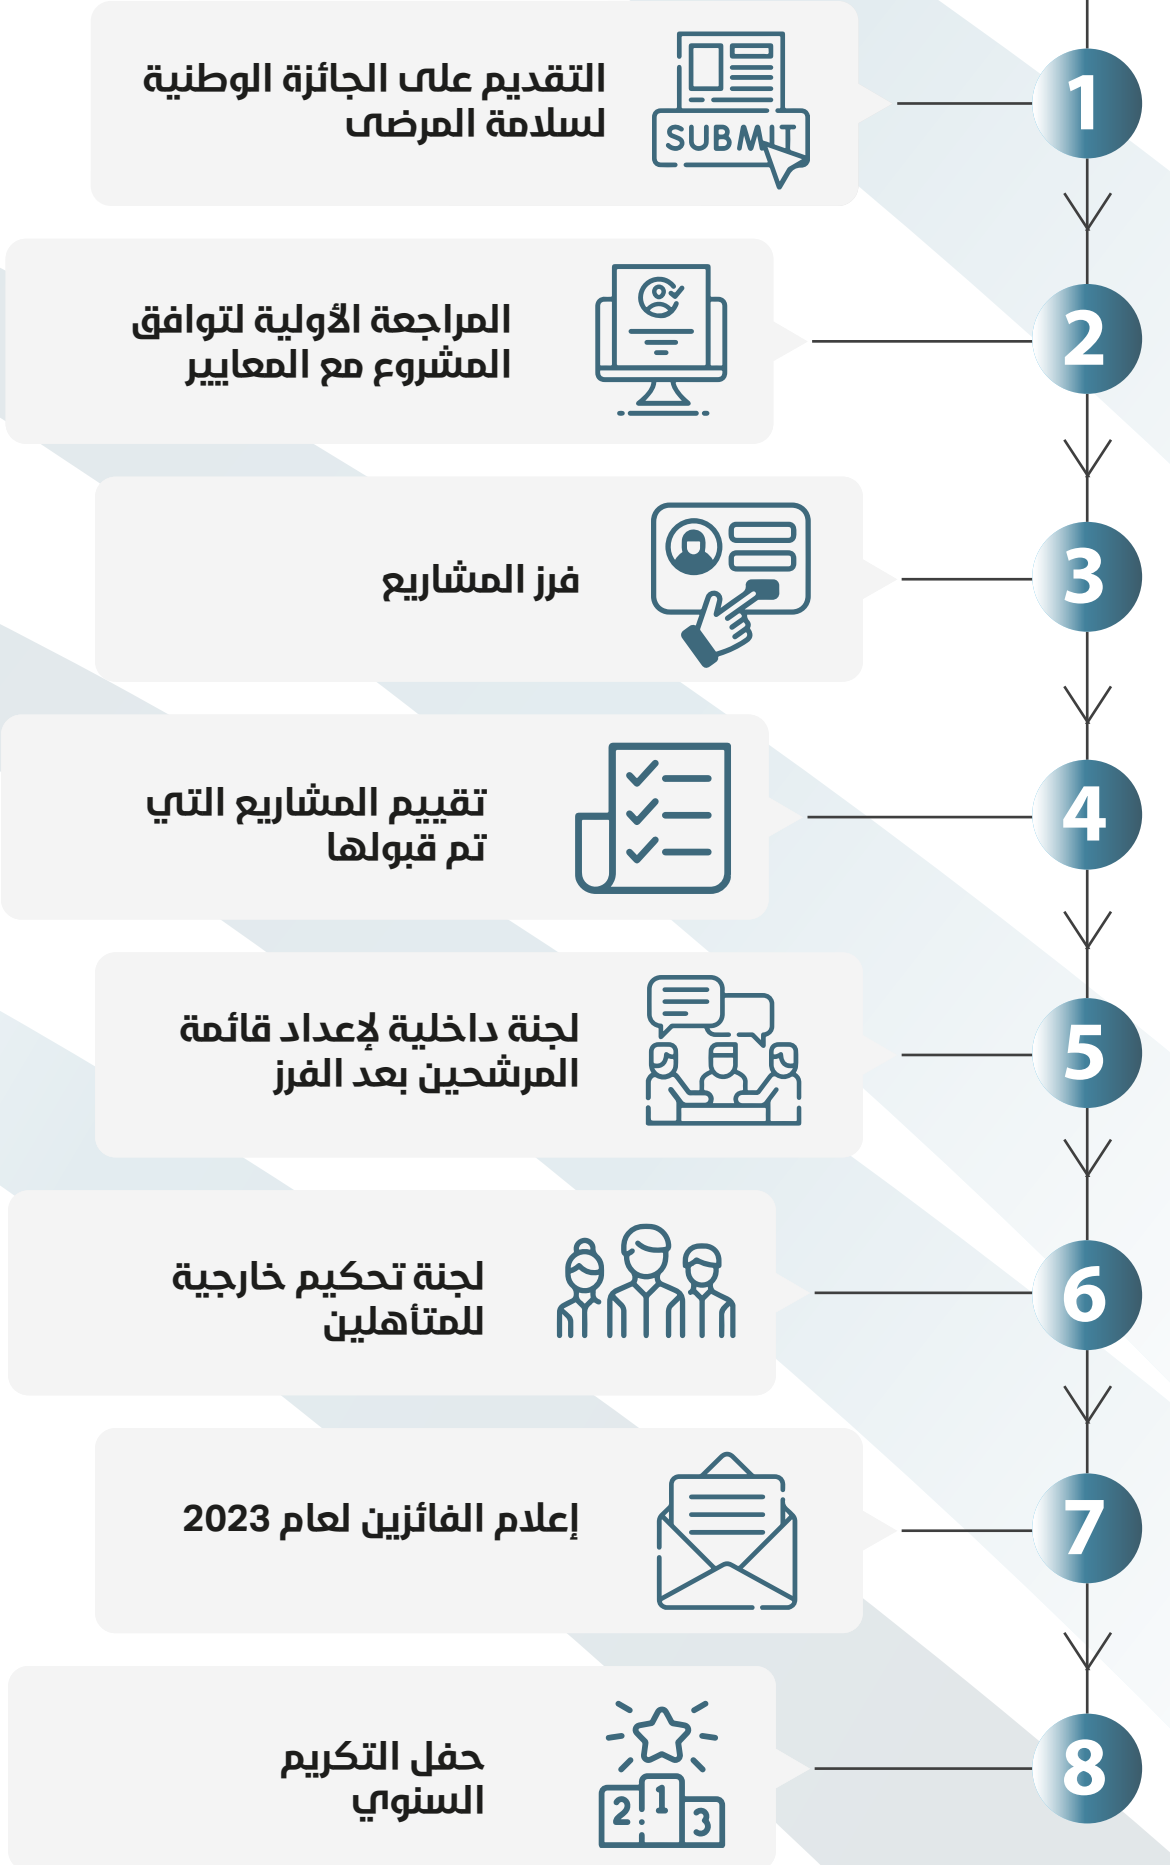 1
التقديم على الجائزة الوطنية
لسلامة المرضى
SUBMIT
2
المراجعة الأولية لتوافق
المشروع مع المعايير
3
فرز المشاريع
4
تقييم المشاريع التي
تم قبولها
5
لجنة داخلية لإعداد قائمة
المرشحين بعد الفرز
6
لجنة تحكيم خارجية
للمتأهلين
7
إعلام الفائزين لعام 2023
8
حفل التكريم
السنوي
2 1 3